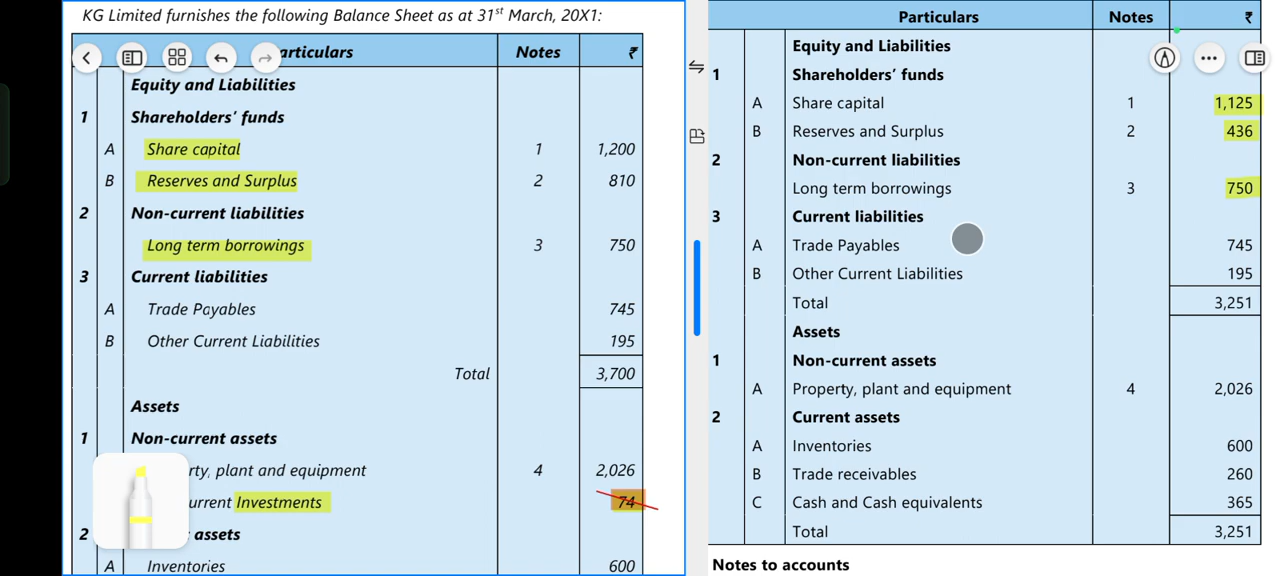 KG Limited furnishes the following Balance Sheet as at 31st March, 20X1:
articulars Notes ₹
Equity and Liabilities
1 Shareholders' funds
A Share capital 1 1,200
B Reserves and Surplus 2 810
2 Non-current liabilities
Long term borrowings 3 750
3 Current liabilities
A Trade Payables 745
B Other Current Liabilities 195
Total 3,700
Assets
1 Non-current assets
rty, plant and equipment 4 2,026
urrent Investments 74
2 assets
A Inventories 600
Particulars Notes ₹
Equity and Liabilities
1 Shareholders' funds
A Share capital 1 1,125
B Reserves and Surplus 2 436
2 Non-current liabilities
Long term borrowings 3 750
3 Current liabilities
A Trade Payables 745
B Other Current Liabilities 195
Total 3,251
Assets
1 Non-current assets
A Property, plant and equipment 4 2,026
2 Current assets
A Inventories 600
B Trade receivables 260
C Cash and Cash equivalents 365
Total 3,251
Notes to accounts